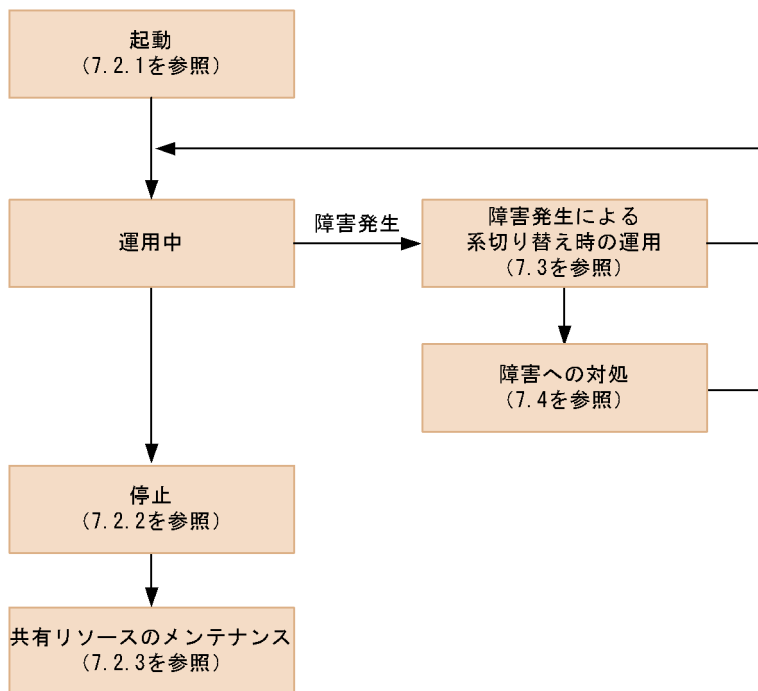 起動
（7.2.1を参照）
運用中
障害発生
障害発生による
系切り替え時の運用
（7.3を参照）
障害への対処
（7.4を参照）
停止
（7.2.2を参照）
共有リソースのメンテナンス
（7.2.3を参照）